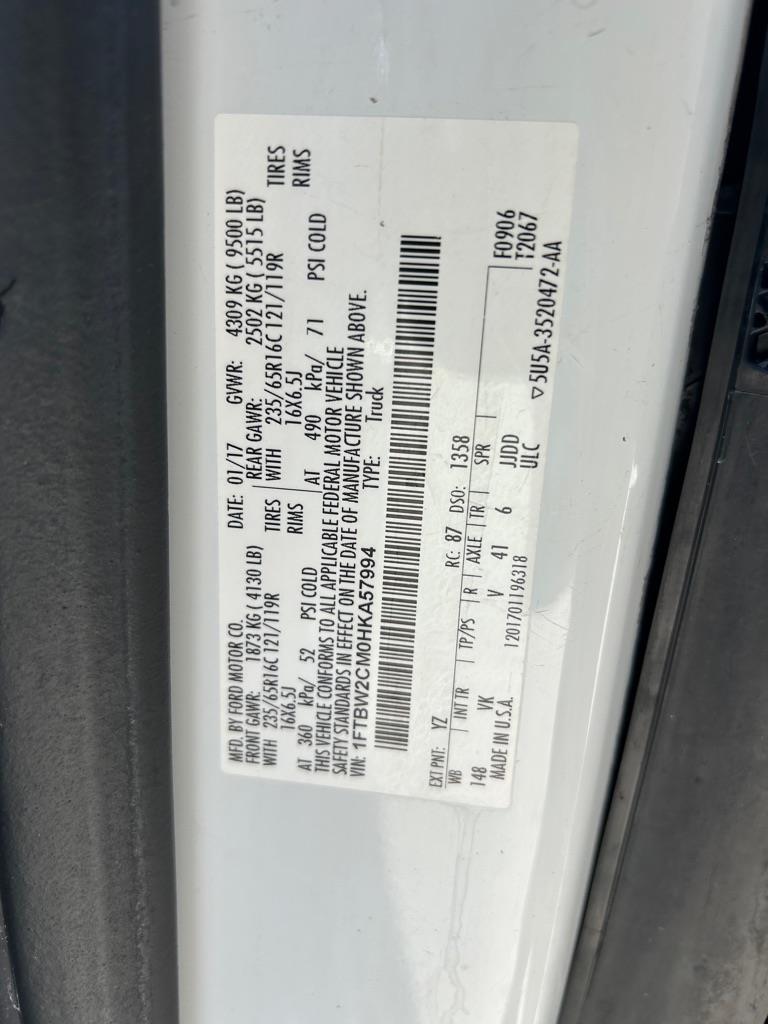 MFD. BY FORD MOTOR CO. DATE: 01/17 GVWR: 4309 KG ( 9500 LB)
FRONT GAWR: 1873 KG ( 4130 LB) REAR GAWR: 2502 KG ( 5515 LB)
WITH 235/65R16C 121/119R TIRES WITH 235/65R16C 121/119R TIRES
16X6.5J RIMS 16X6.5J RIMS
AT 360 kPa/ 52 PSI COLD AT 490 kPa/ 71 PSI COLD
THIS VEHICLE CONFORMS TO ALL APPLICABLE FEDERAL MOTOR VEHICLE
SAFETY STANDARDS IN EFFECT ON THE DATE OF MANUFACTURE SHOWN ABOVE.
VIN: 1FTBW2CM0HKA57994 TYPE: Truck
EXT PNT: YZ RC: 87 DSO: 1358 F0906
WB INT TR TP/PS R AXLE TR SPR T2067
148 VK V 41 6 JJDD
MADE IN U.S.A. 1201701196318 ULC
▽5U5A-3520472-AA